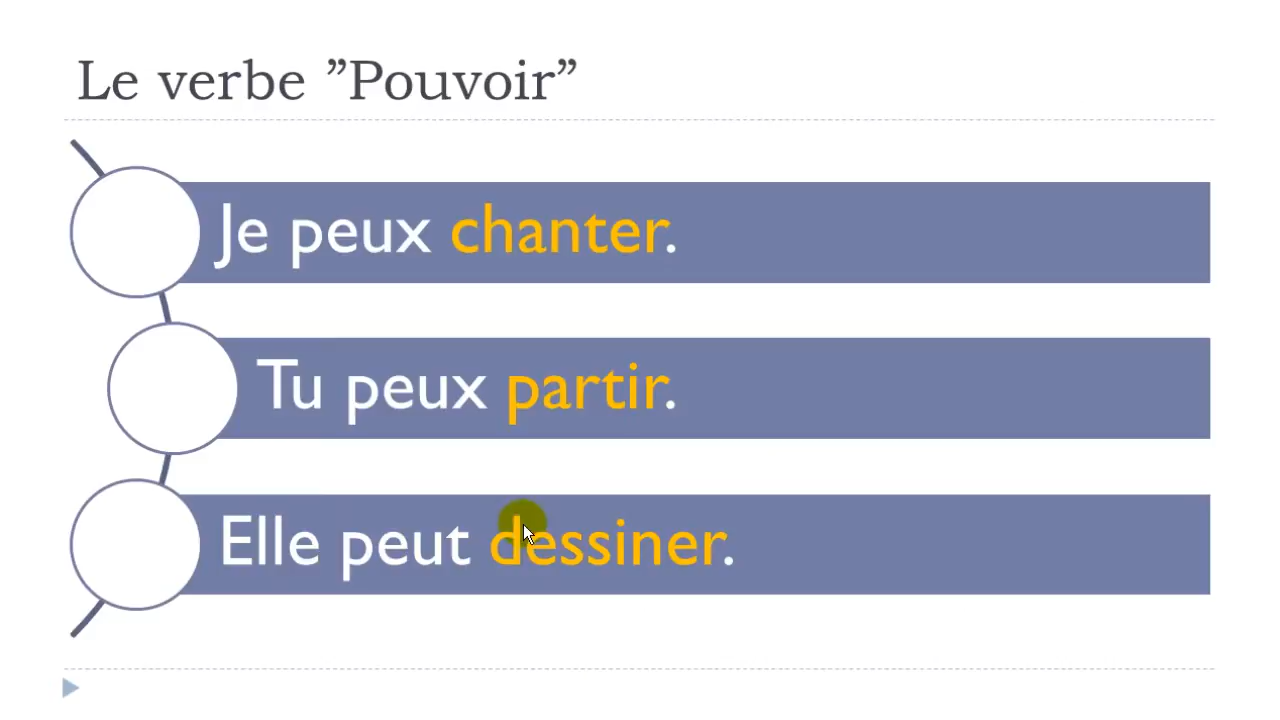 Le verbe ”Pouvoir”
Je peux chanter.
Tu peux partir.
Elle peut dessiner.